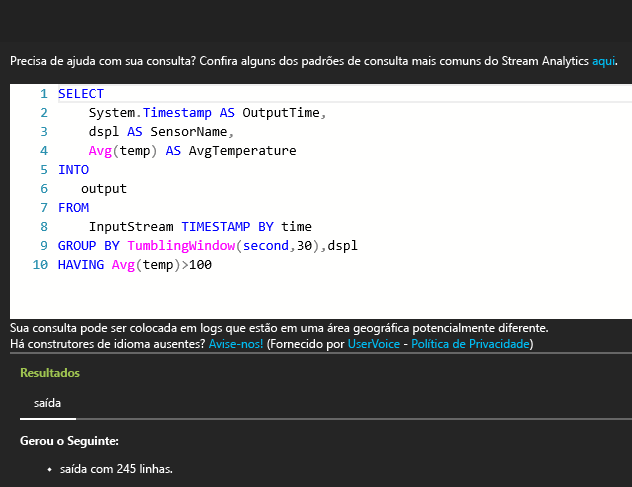 Precisa de ajuda com sua consulta? Confira alguns dos padrões de consulta mais comuns do Stream Analytics aqui.
1 SELECT
2 System.Timestamp AS OutputTime,
3 dspl AS SensorName,
4 Avg(temp) AS AvgTemperature
5 INTO
6 output
7 FROM
8 InputStream TIMESTAMP BY time
9 GROUP BY TumblingWindow(second,30),dspl
10 HAVING Avg(temp)>100
Sua consulta pode ser colocada em logs que estão em uma área geográfica potencialmente diferente.
Há construtores de idioma ausentes? Avise-nos! (Fornecido por UserVoice - Política de Privacidade)
Resultados
saída
Gerou o Seguinte:
• saída com 245 linhas.